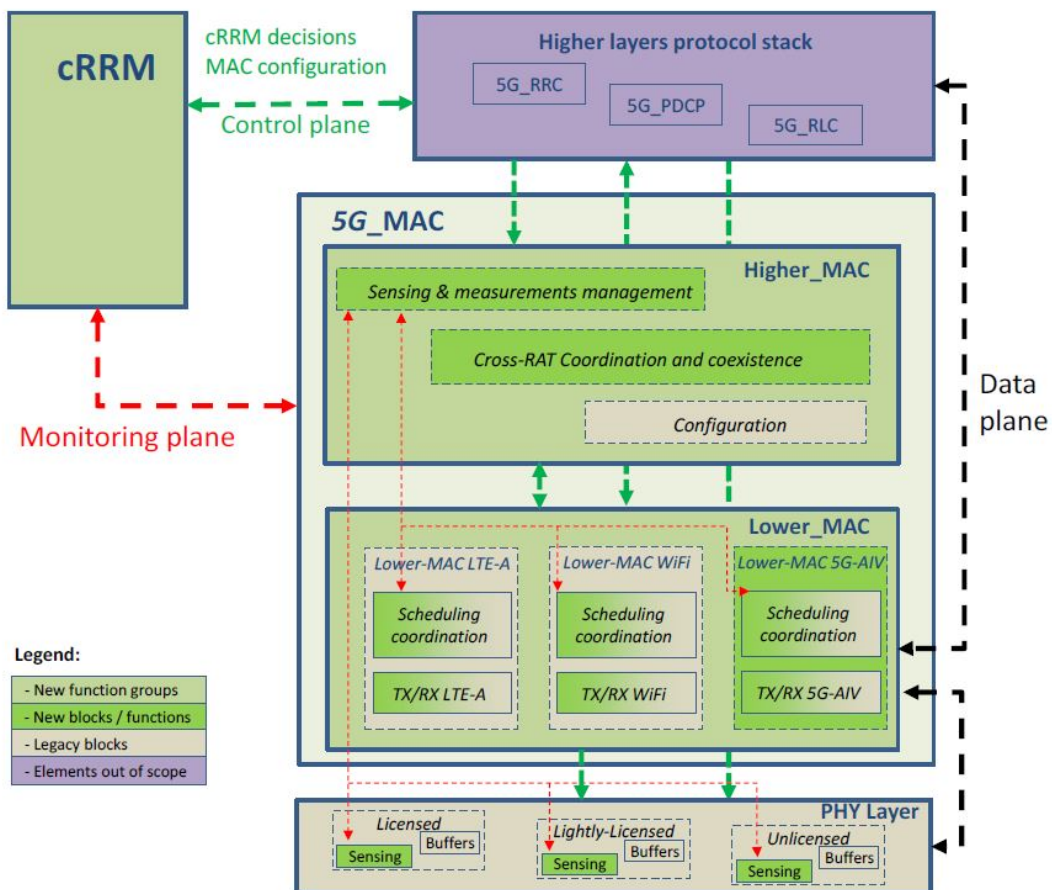 cRRM
cRRM decisions
MAC configuration
Control plane
Higher layers protocol stack
5G_RRC
5G_PDCP
5G_RLC
5G_MAC
Higher_MAC
Sensing & measurements management
Cross-RAT Coordination and coexistence
Configuration
Monitoring plane
Data
plane
Lower_MAC
Lower-MAC LTE-A
Scheduling
coordination
TX/RX LTE-A
Lower-MAC WiFi
Scheduling
coordination
TX/RX WiFi
Lower-MAC 5G-AIV
Scheduling
coordination
TX/RX 5G-AIV
Legend:
- New function groups
- New blocks / functions
- Legacy blocks
- Elements out of scope
PHY Layer
Licensed
Buffers
Sensing
Lightly-Licensed
Buffers
Sensing
Unlicensed
Buffers
Sensing